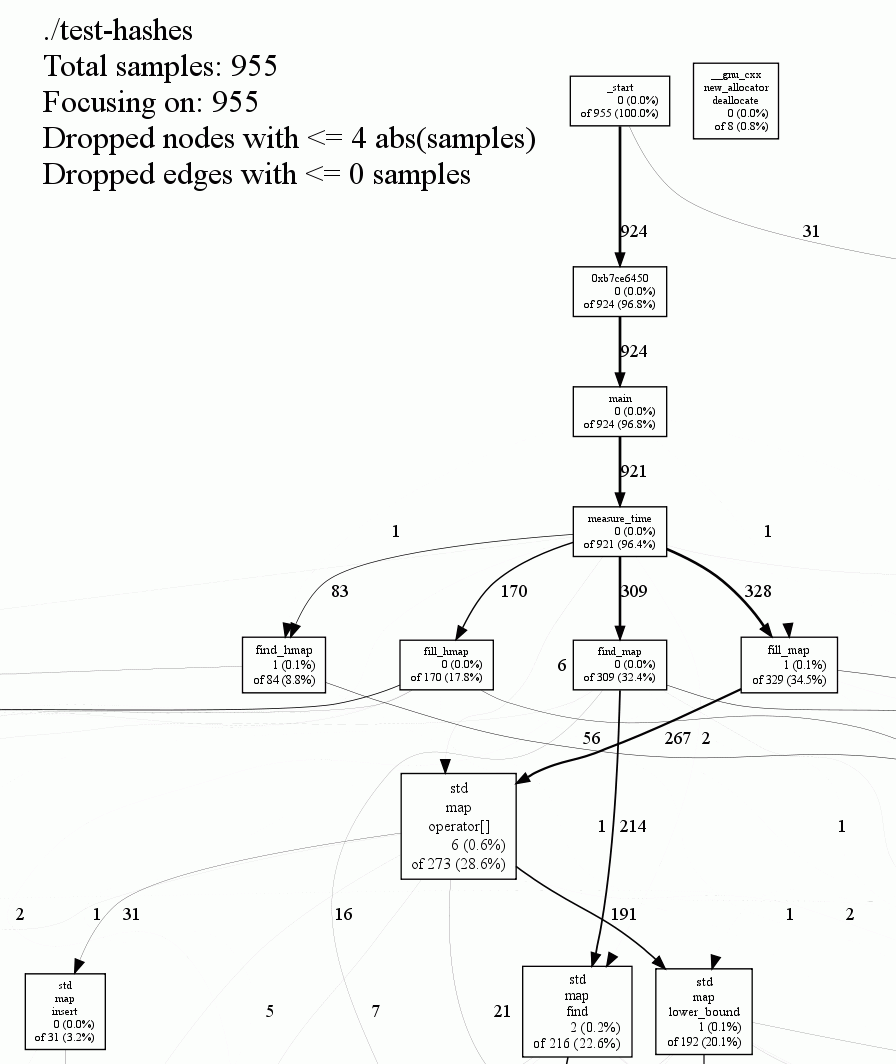 ./test-hashes
Total samples: 955
Focusing on: 955
Dropped nodes with <= 4 abs(samples)
Dropped edges with <= 0 samples
_start
0 (0.0%)
of 955 (100.0%)
__gnu_cxx
new_allocator
deallocate
0 (0.0%)
of 8 (0.8%)
924
31
0xb7ce6450
0 (0.0%)
of 924 (96.8%)
924
main
0 (0.0%)
of 924 (96.8%)
921
measure_time
0 (0.0%)
of 921 (96.4%)
1
1
83
170
309
328
find_hmap
1 (0.1%)
of 84 (8.8%)
fill_hmap
0 (0.0%)
of 170 (17.8%)
6
find_map
0 (0.0%)
of 309 (32.4%)
fill_map
1 (0.1%)
of 329 (34.5%)
56
267
2
std
map
operator[]
6 (0.6%)
of 273 (28.6%)
1
214
1
2
1
31
16
191
1
2
std
map
insert
0 (0.0%)
of 31 (3.2%)
5
7
21
std
map
find
2 (0.2%)
of 216 (22.6%)
std
map
lower_bound
1 (0.1%)
of 192 (20.1%)